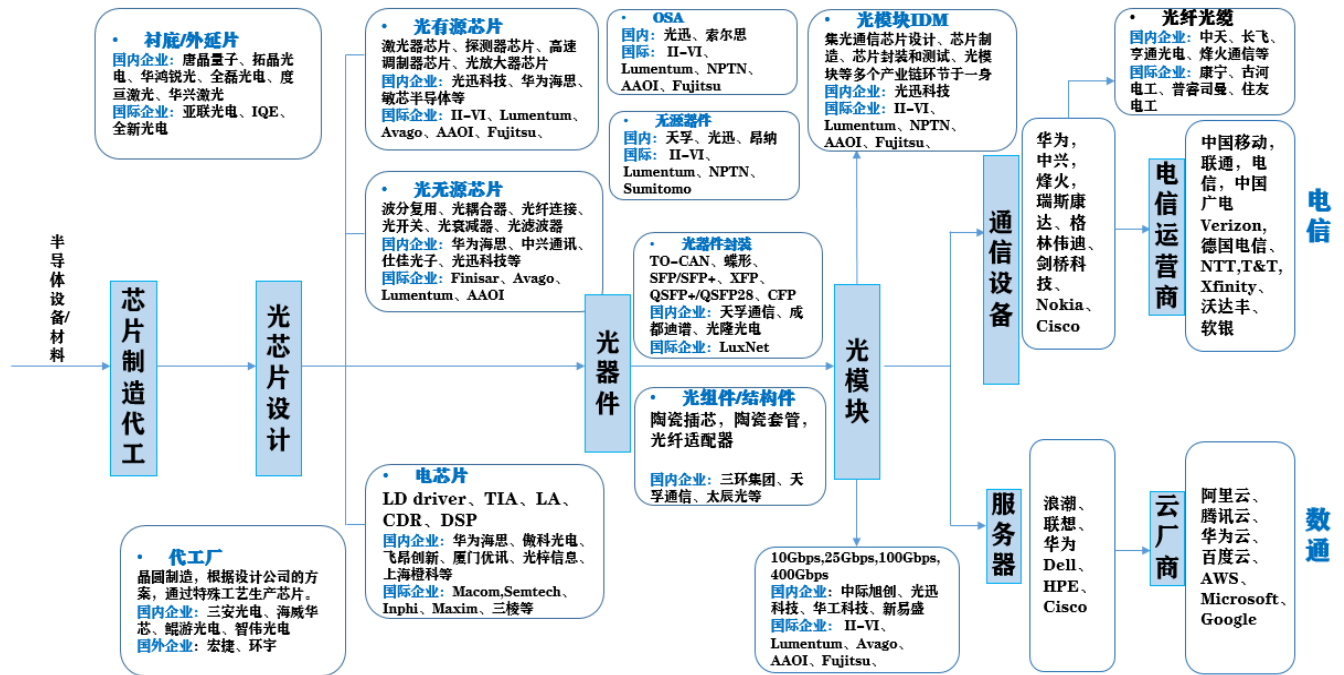 • 衬底/外延片
国内企业：唐晶量子、拓晶光
电、华鸿锐光、全磊光电、度
亘激光、华兴激光
国际企业：亚联光电、IQE、
全新光电
• 光有源芯片
激光器芯片、探测器芯片、高速
调制器芯片、光放大器芯片
国内企业：光迅科技、华为海思、
敏芯半导体等
国际企业：II-VI、Lumentum、
Avago、AAOI、Fujitsu、
• OSA
国内：光迅、索尔思
国际：II-VI、
Lumentum、NPTN、
AAOI、Fujitsu
• 无源器件
国内：天孚、光迅、昂纳
国际：II-VI、
Lumentum、NPTN、
Sumitomo
• 光模块IDM
集光通信芯片设计、芯片制
造、芯片封装和测试、光模
块等多个产业链环节于一身
国内企业：光迅科技
国际企业：II-VI、
Lumentum、NPTN、
AAOI、Fujitsu、
• 光纤光缆
国内企业：中天、长飞、
亨通光电、烽火通信等
国际企业：康宁、古河
电工、普睿司曼、住友
电工
• 光无源芯片
波分复用、光耦合器、光纤连接、
光开关、光衰减器、光滤波器
国内企业：华为海思、中兴通讯、
仕佳光子、光迅科技等
国际企业：Finisar、Avago、
Lumentum、AAOI
• 光器件封装
TO-CAN、蝶形、
SFP/SFP+、XFP、
QSFP+/QSFP28、CFP
国内企业：天孚通信、成
都迪谱、光隆光电
国际企业：LuxNet
半导体设备/
材料
芯片制造代工
光芯片设计
光器件
光模块
通信设备
华为，
中兴，
烽火，
瑞斯康
达、格
林伟迪、
剑桥科
技、
Nokia、
Cisco
电信运营商
中国移动，
联通，电
信，中国
广电
Verizon,
德国电信、
NTT,T&T,
Xfinity、
沃达丰、
软银
电信
• 光组件/结构件
陶瓷插芯，陶瓷套管，
光纤适配器
国内企业：三环集团、天
孚通信、太辰光等
• 电芯片
LD driver、TIA、LA、
CDR、DSP
国内企业：华为海思、傲科光电、
飞昂创新、厦门优讯、光梓信息、
上海橙科等
国际企业：Macom,Semtech、
Inphi、Maxim、三棱等
• 代工厂
晶圆制造，根据设计公司的方
案，通过特殊工艺生产芯片。
国内企业：三安光电、海威华
芯、鲲游光电、智伟光电
国外企业：宏捷、环宇
10Gbps,25Gbps,100Gbps,
400Gbps
国内企业：中际旭创、光迅
科技、华工科技、新易盛
国际企业：II-VI、
Lumentum、Avago、
AAOI、Fujitsu、
服务器
浪潮、
联想、
华为
Dell、
HPE、
Cisco
云厂商
阿里云、
腾讯云、
华为云、
百度云、
AWS、
Microsoft、
Google
数通